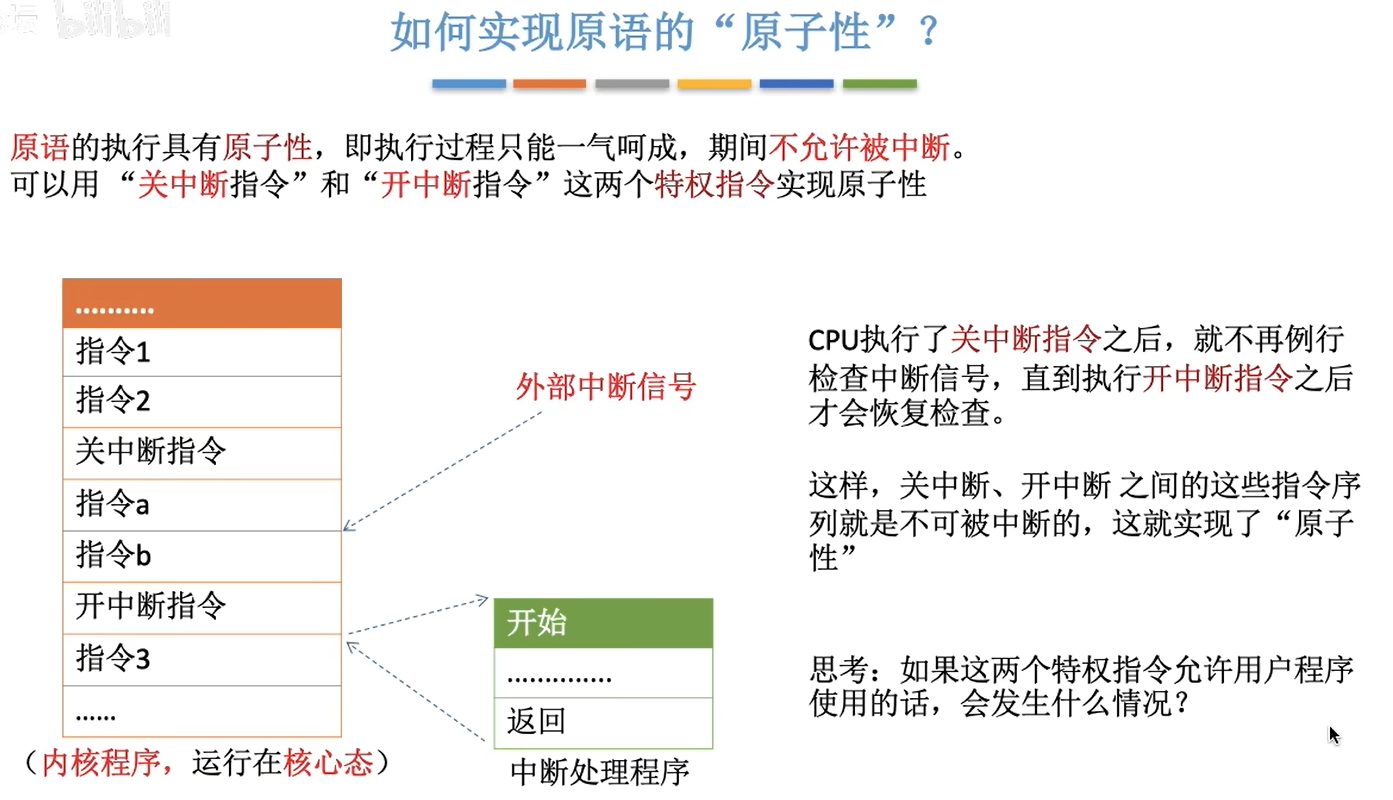 坛 bilibili
如何实现原语的“原子性”？
原语的执行具有原子性，即执行过程只能一气呵成，期间不允许被中断。
可以用 “关中断指令”和“开中断指令”这两个特权指令实现原子性
..........
指令1
指令2
关中断指令
指令a
指令b
开中断指令
指令3
......
（内核程序，运行在核心态）
外部中断信号
开始
..............
返回
中断处理程序
CPU执行了关中断指令之后，就不再例行
检查中断信号，直到执行开中断指令之后
才会恢复检查。
这样，关中断、开中断 之间的这些指令序
列就是不可被中断的，这就实现了“原子
性”
思考：如果这两个特权指令允许用户程序
使用的话，会发生什么情况？